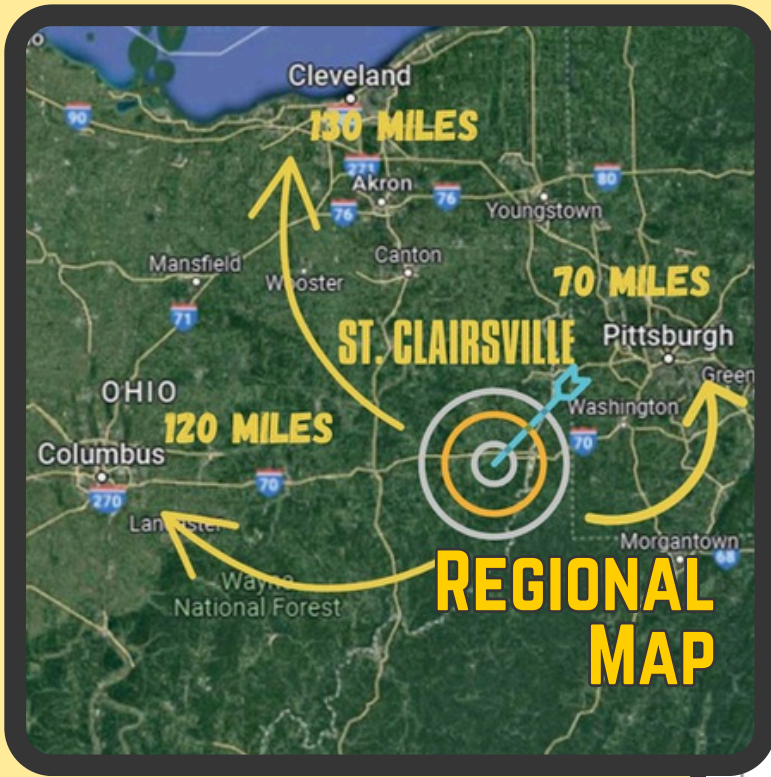 Cleveland
90
130 MILES
271
Akron
80
76
76
Youngstown
Mansfield
Canton
Wooster
70 MILES
71
ST. CLAIRSVILLE
Pittsburgh
Green
OHIO
120 MILES
Washington
Columbus
70
70
270
Lancaster
Morgantown
68
REGIONAL
MAP
Wayne
National Forest